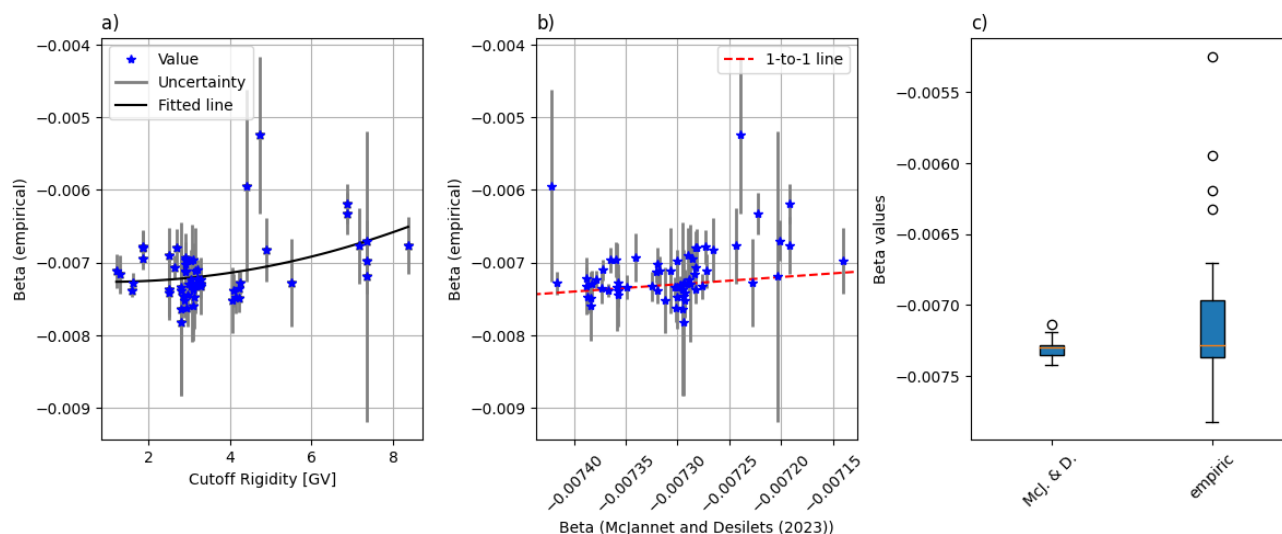 a)
−0.004
−0.005
−0.006
−0.007
−0.008
−0.009
Beta (empirical)
Value
Uncertainty
Fitted line
2 4 6 8
Cutoff Rigidity [GV]
b)
−0.004
−0.005
−0.006
−0.007
−0.008
−0.009
Beta (empirical)
1-to-1 line
−0.00740 −0.00735 −0.00730 −0.00725 −0.00720 −0.00715
Beta (McJannet and Desilets (2023))
c)
−0.0055
−0.0060
−0.0065
−0.0070
−0.0075
Beta values
McJ. & D. empiric